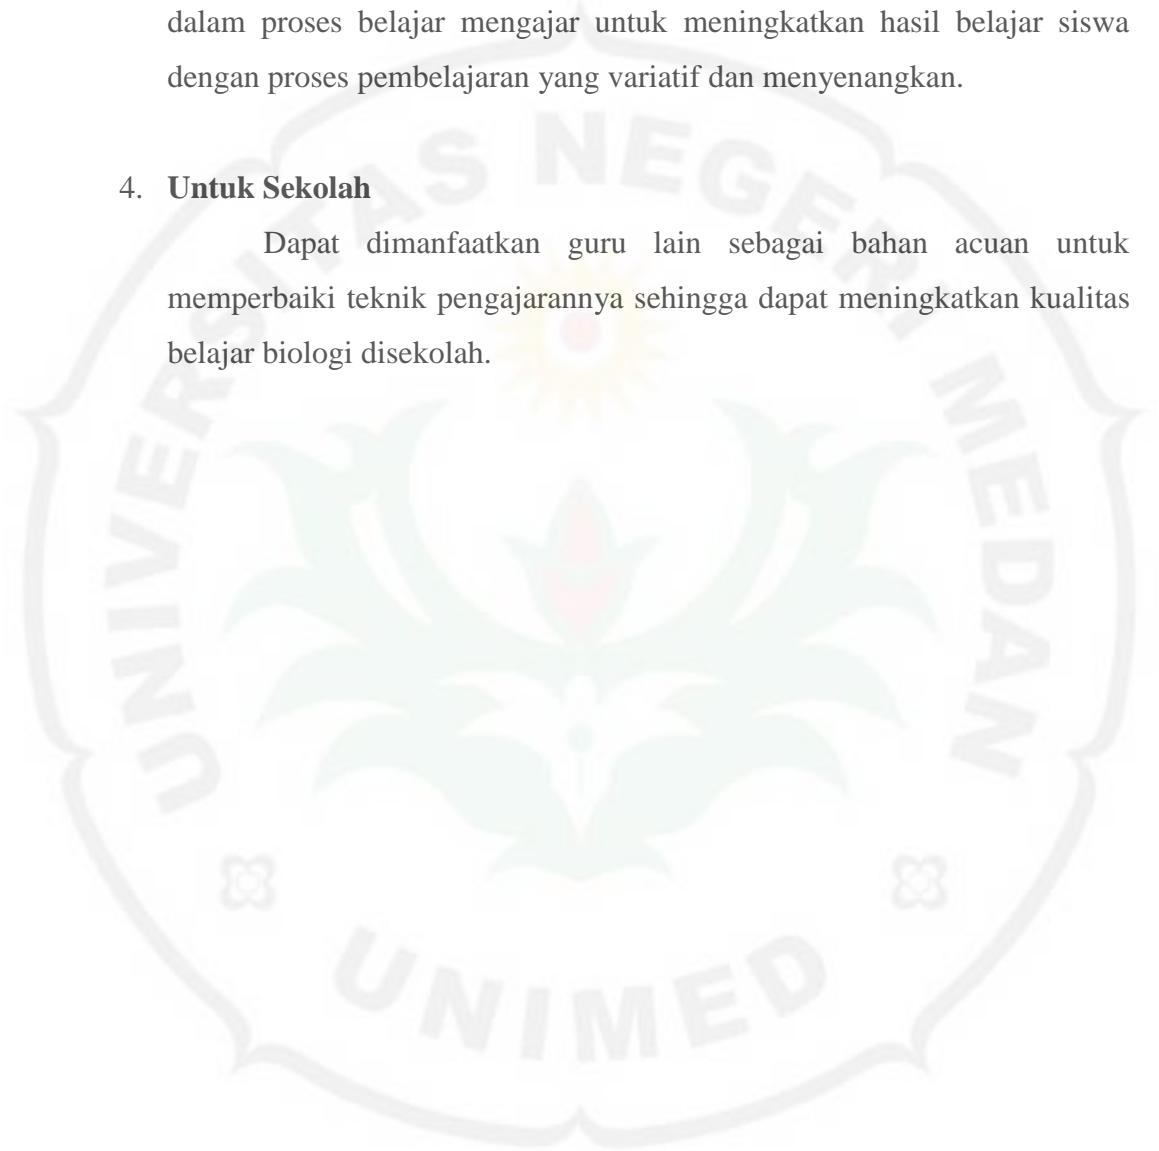 dalam proses belajar mengajar untuk meningkatkan hasil belajar siswa
dengan proses pembelajaran yang variatif dan menyenangkan.
4. Untuk Sekolah
Dapat dimanfaatkan guru lain sebagai bahan acuan untuk
memperbaiki teknik pengajarannya sehingga dapat meningkatkan kualitas
belajar biologi disekolah.
UNIVERSITAS NEGERI MEDAN
UNIMED